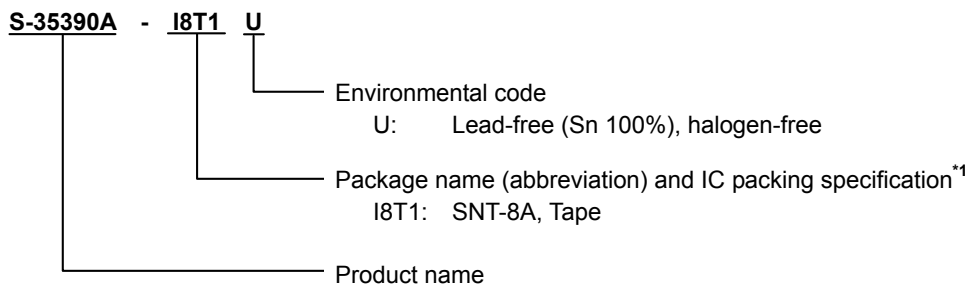 S-35390A - I8T1 U
Environmental code
U: Lead-free (Sn 100%), halogen-free
Package name (abbreviation) and IC packing specification*1
I8T1: SNT-8A, Tape
Product name